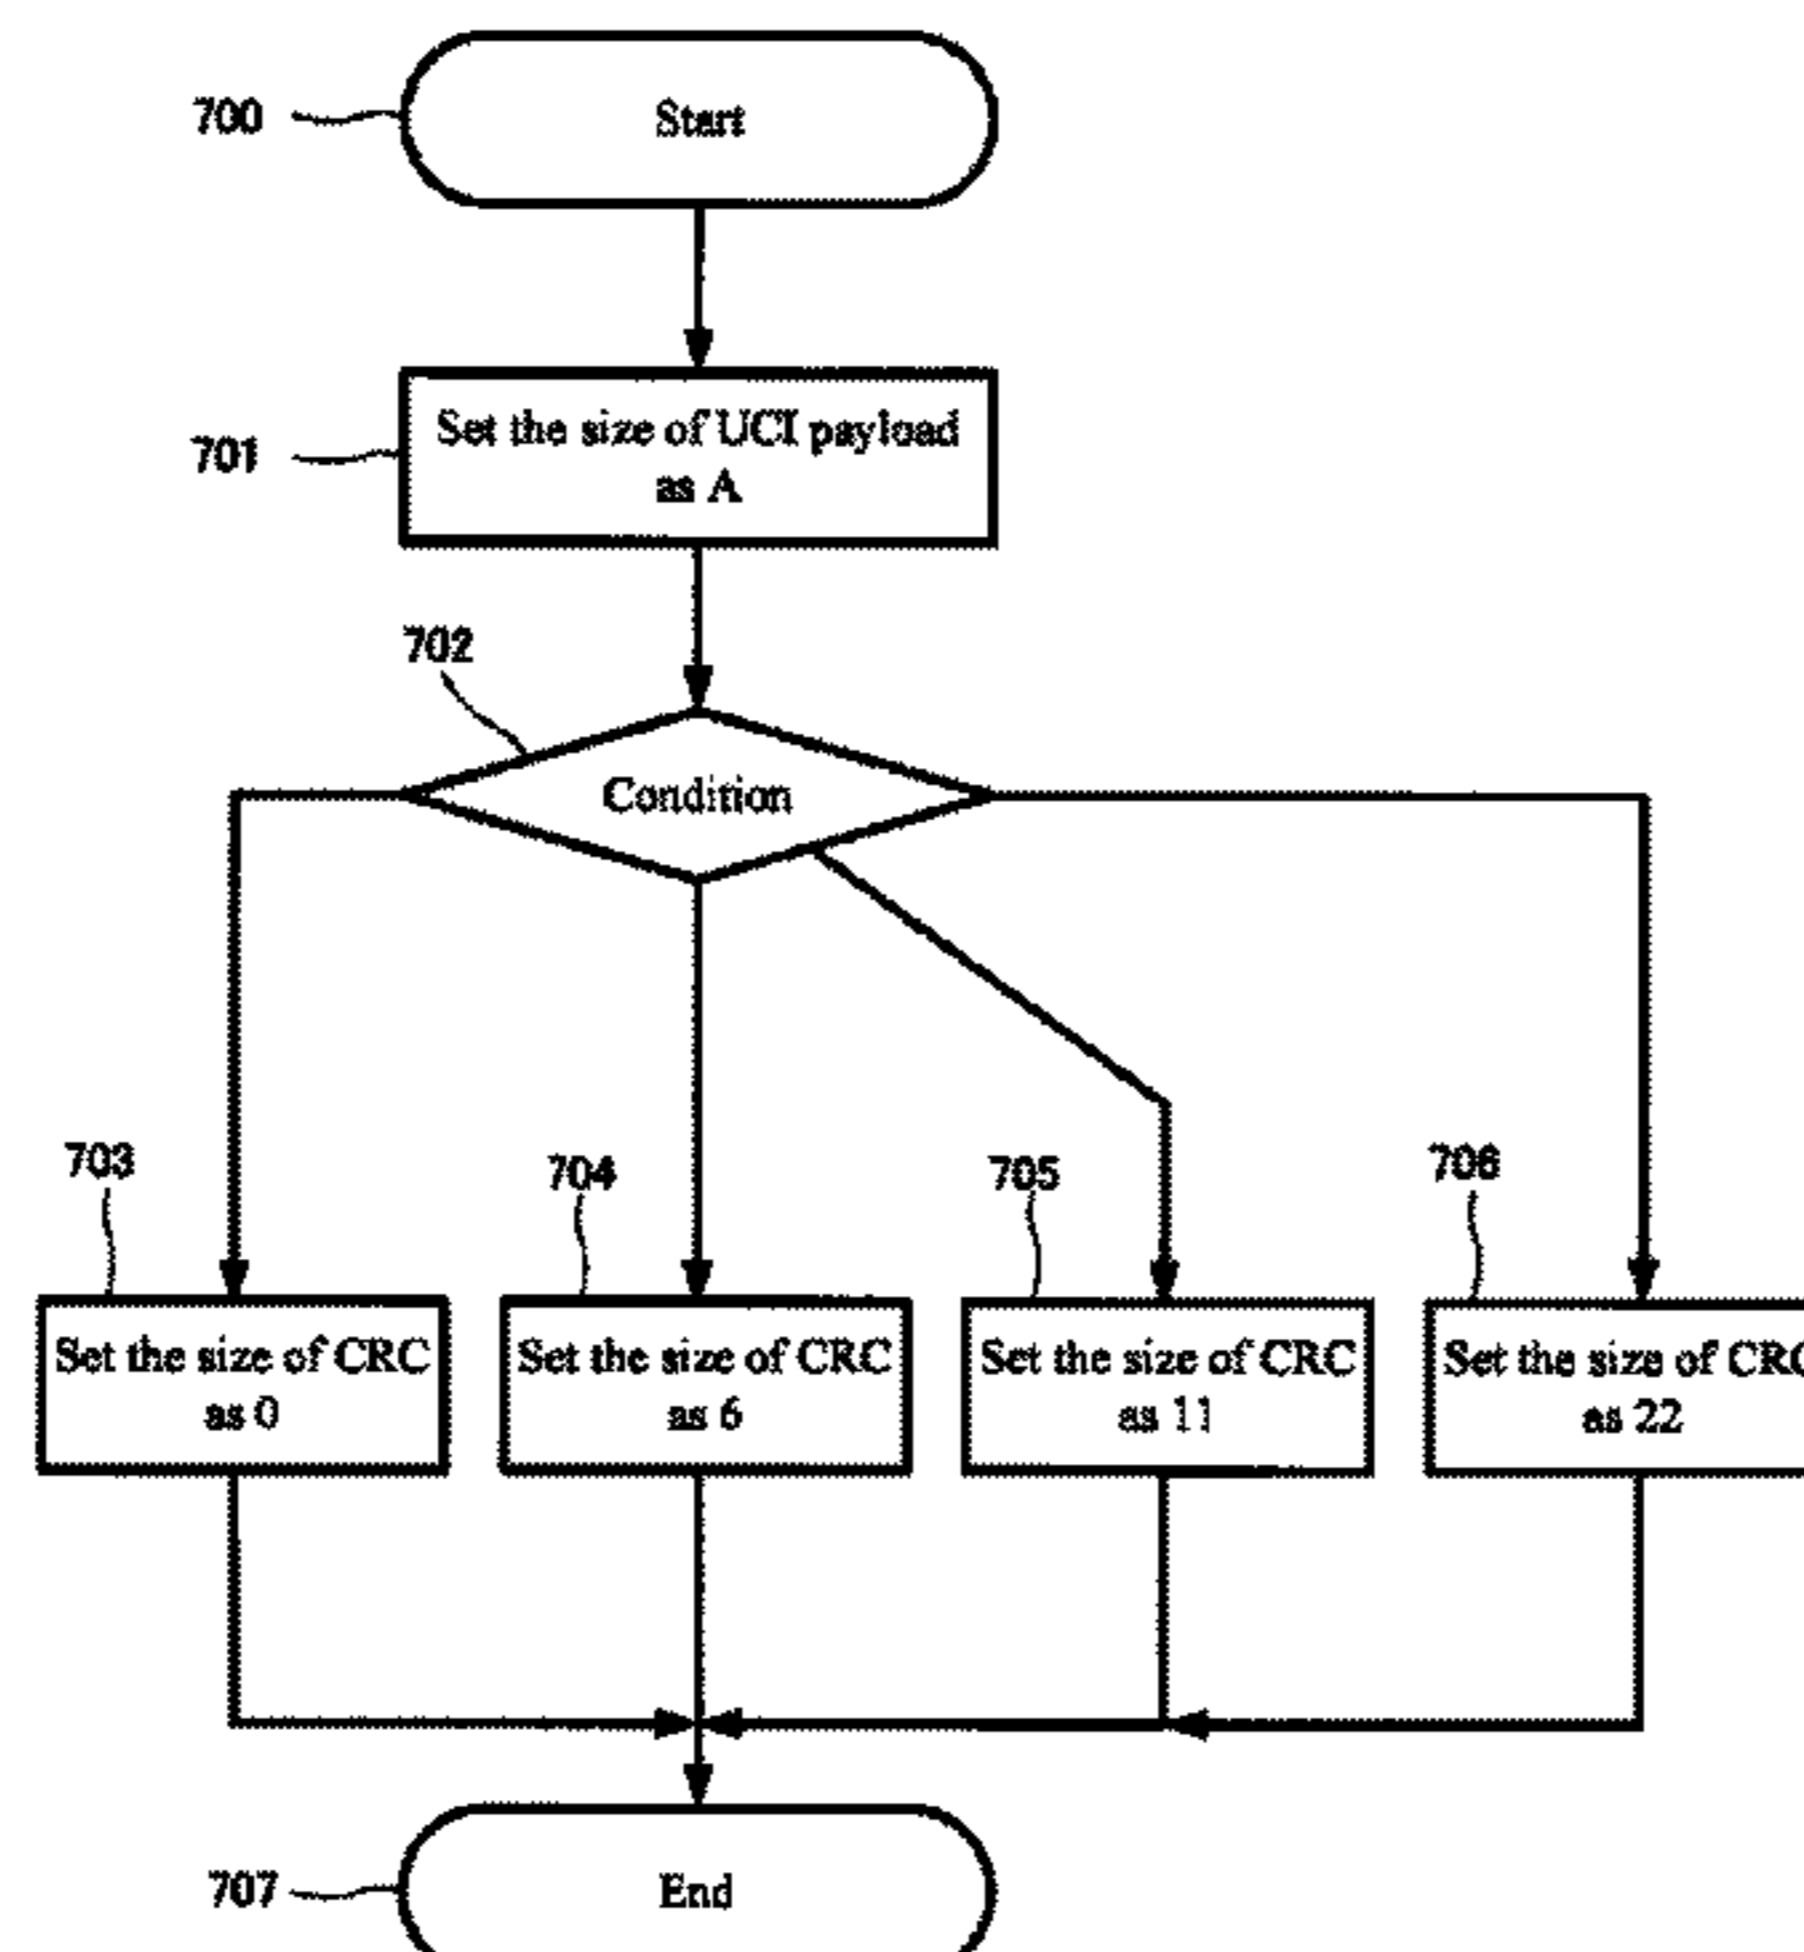 700
Start
701
Set the size of UCI payload
as A
702
Condition
703
704
705
706
Set the size of CRC
as 0
Set the size of CRC
as 6
Set the size of CRC
as 11
Set the size of CRC
as 22
707
End